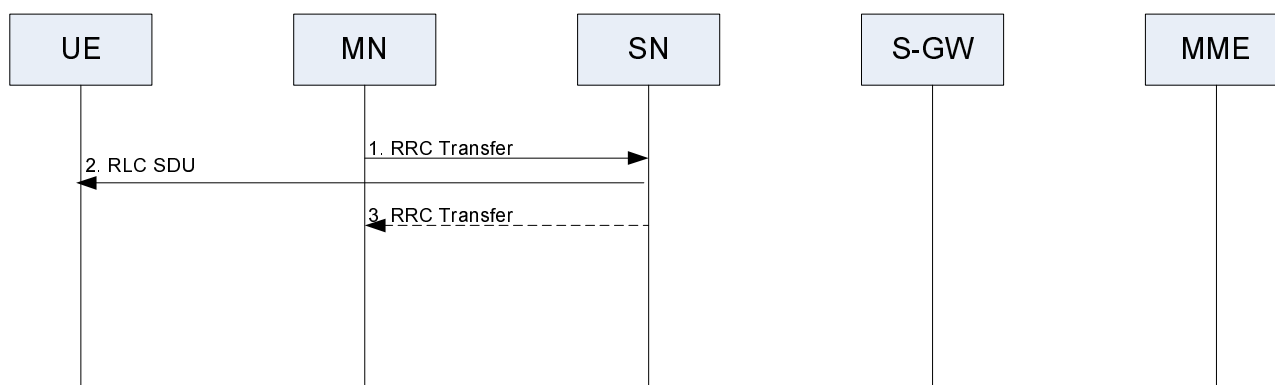 UE
MN
SN
S-GW
MME
1. RRC Transfer
2. RLC SDU
3. RRC Transfer